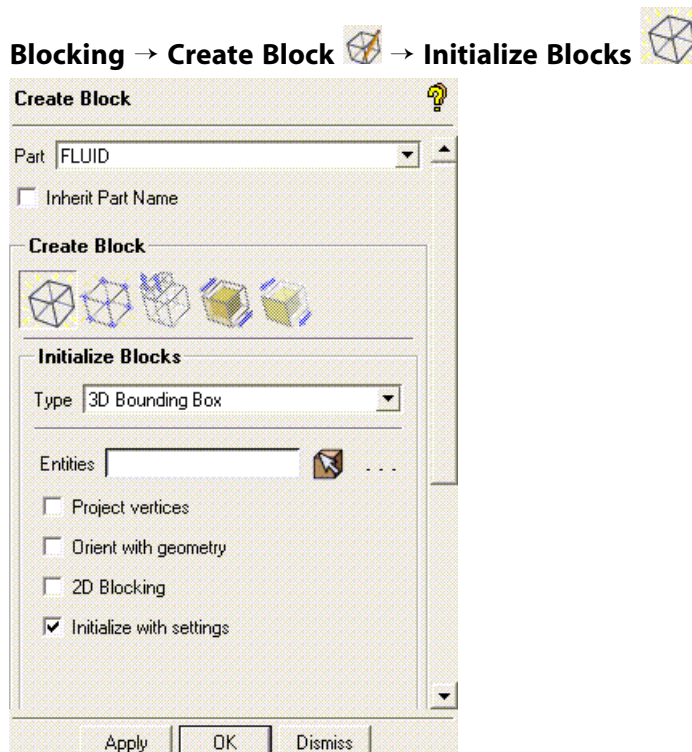 Blocking → Create Block → Initialize Blocks
Create Block
Part FLUID
Inherit Part Name
Create Block
Initialize Blocks
Type 3D Bounding Box
Entities ...
Project vertices
Orient with geometry
2D Blocking
Initialize with settings
Apply OK Dismiss